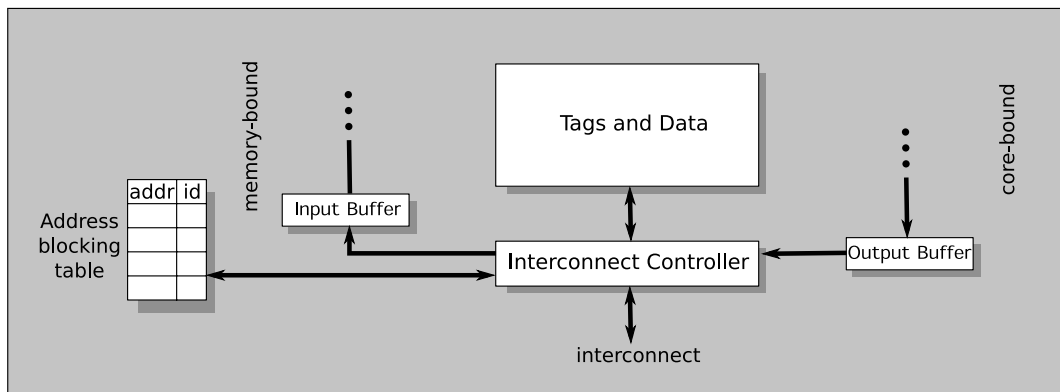 memory-bound
Tags and Data
core-bound
addr id
Input Buffer
Address
blocking
table
Interconnect Controller
Output Buffer
interconnect